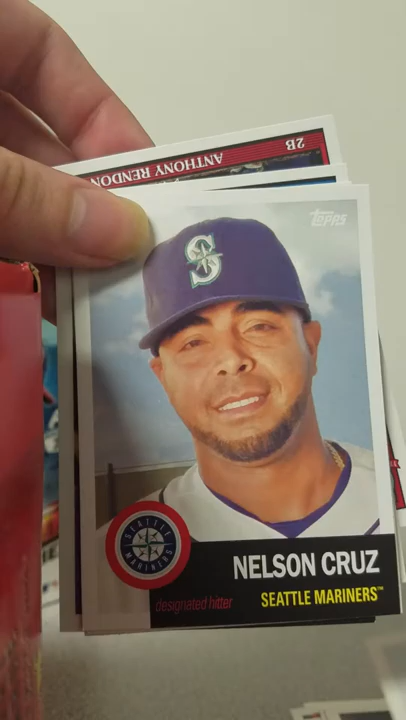 2B
ANTHONY RENDON
Topps
S
SEATTLE
MARINERS
NELSON CRUZ
designated hitter
SEATTLE MARINERS™